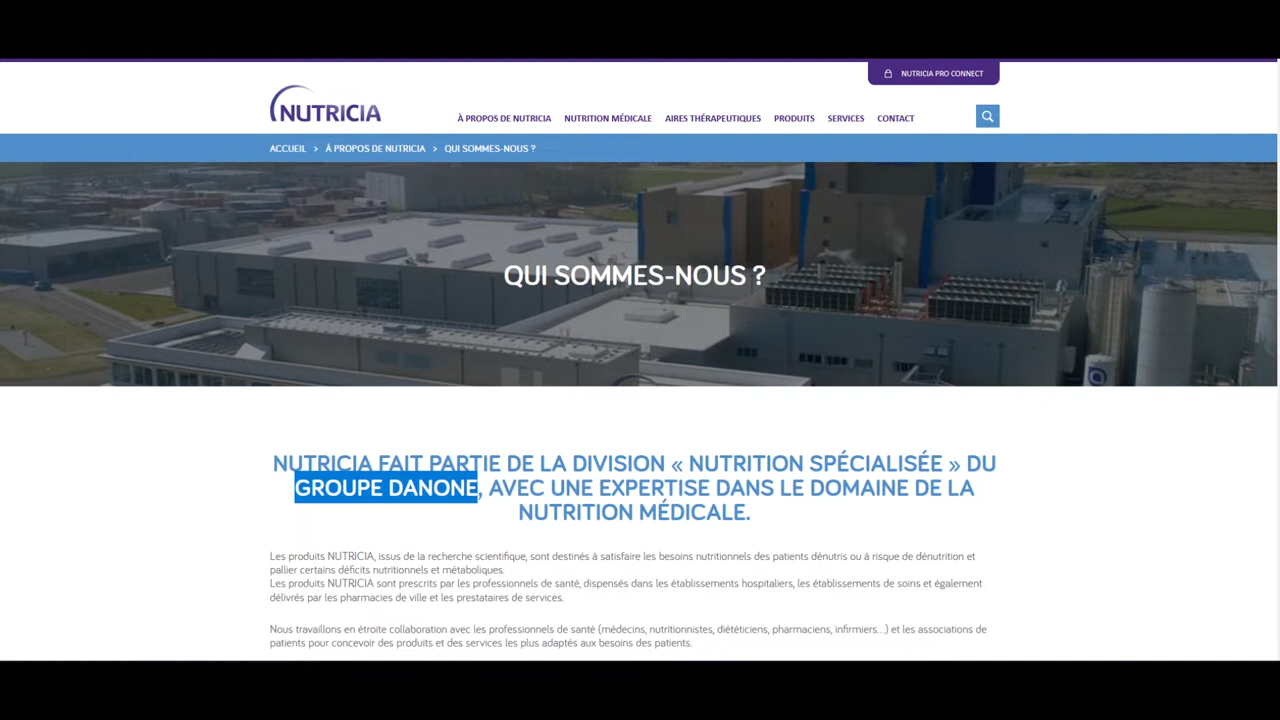 NUTRICIA PRO CONNECT
NUTRICIA
À PROPOS DE NUTRICIA NUTRITION MÉDICALE AIRES THÉRAPEUTIQUES PRODUITS SERVICES CONTACT
ACCUEIL > À PROPOS DE NUTRICIA > QUI SOMMES-NOUS ?
QUI SOMMES-NOUS ?
NUTRICIA FAIT PARTIE DE LA DIVISION « NUTRITION SPÉCIALISÉE » DU
GROUPE DANONE, AVEC UNE EXPERTISE DANS LE DOMAINE DE LA
NUTRITION MÉDICALE.
Les produits NUTRICIA, issus de la recherche scientifique, sont destinés à satisfaire les besoins nutritionnels des patients dénutris ou à risque de dénutrition et
pallier certains déficits nutritionnels et métaboliques.
Les produits NUTRICIA sont prescrits par les professionnels de santé, dispensés dans les établissements hospitaliers, les établissements de soins et également
délivrés par les pharmacies de ville et les prestataires de services.
Nous travaillons en étroite collaboration avec les professionnels de santé (médecins, nutritionnistes, diététiciens, pharmaciens, infirmiers...) et les associations de
patients pour concevoir des produits et des services les plus adaptés aux besoins des patients.